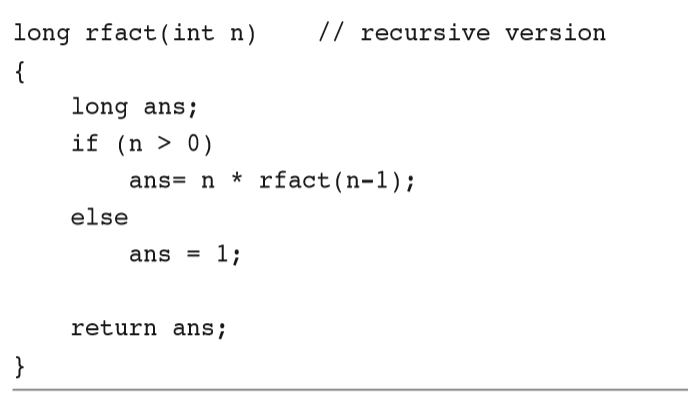 long rfact(int n)    // recursive version
{
    long ans;
    if (n > 0)
        ans= n * rfact(n-1);
    else
        ans = 1;

    return ans;
}